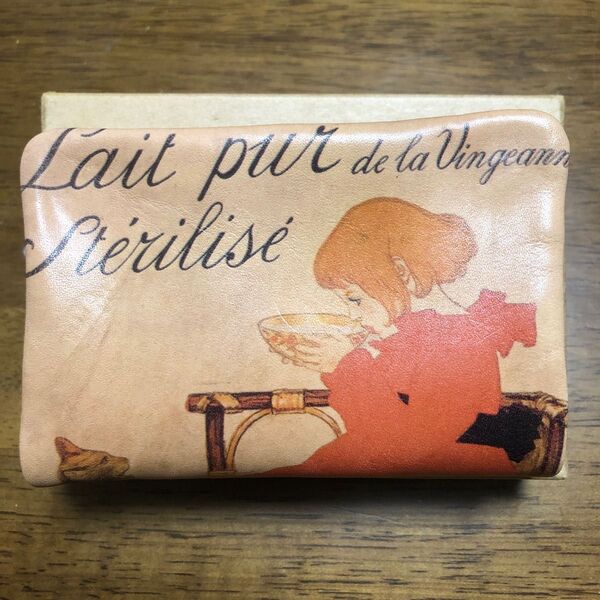 Lait pur de la Vingeann
Stérilisé